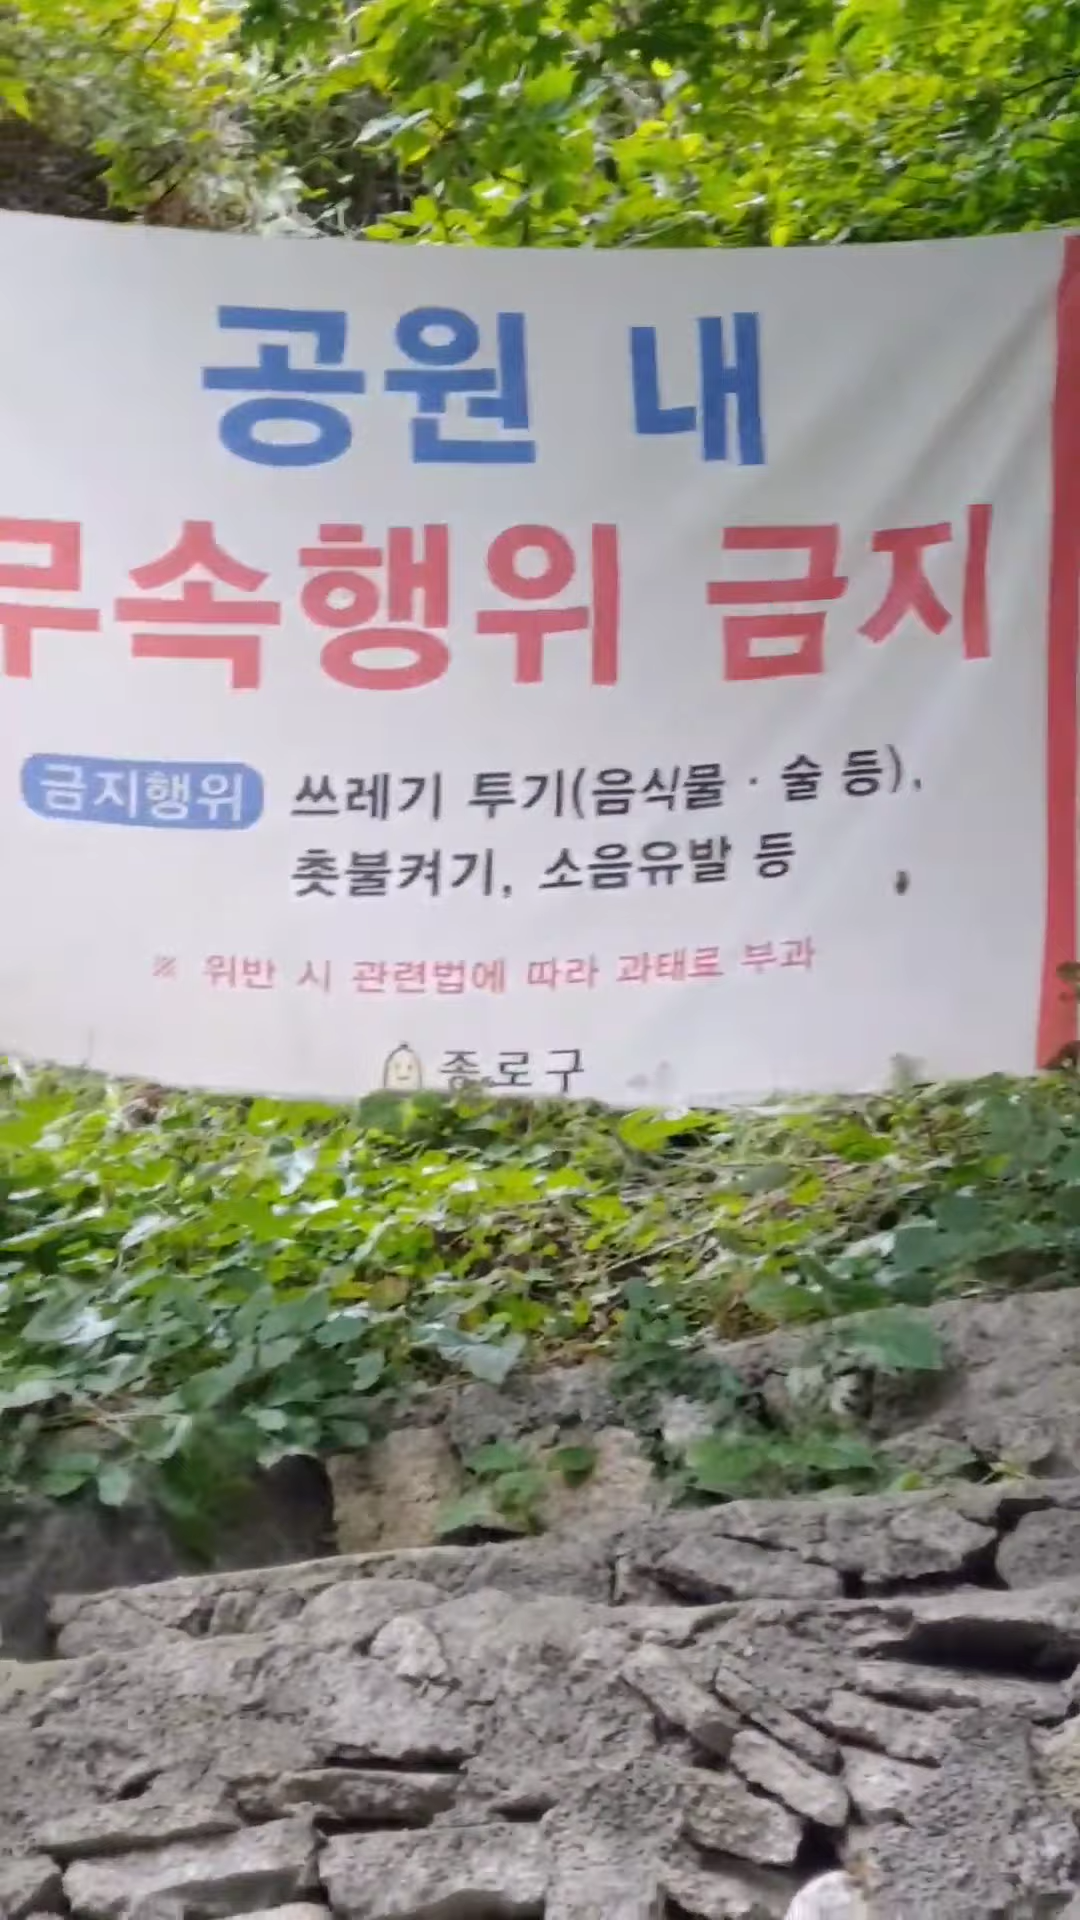 공원 내
무속행위 금지
금지행위 쓰레기 투기(음식물 · 술 등),
촛불켜기, 소음유발 등
※ 위반 시 관련법에 따라 과태료 부과
종로구